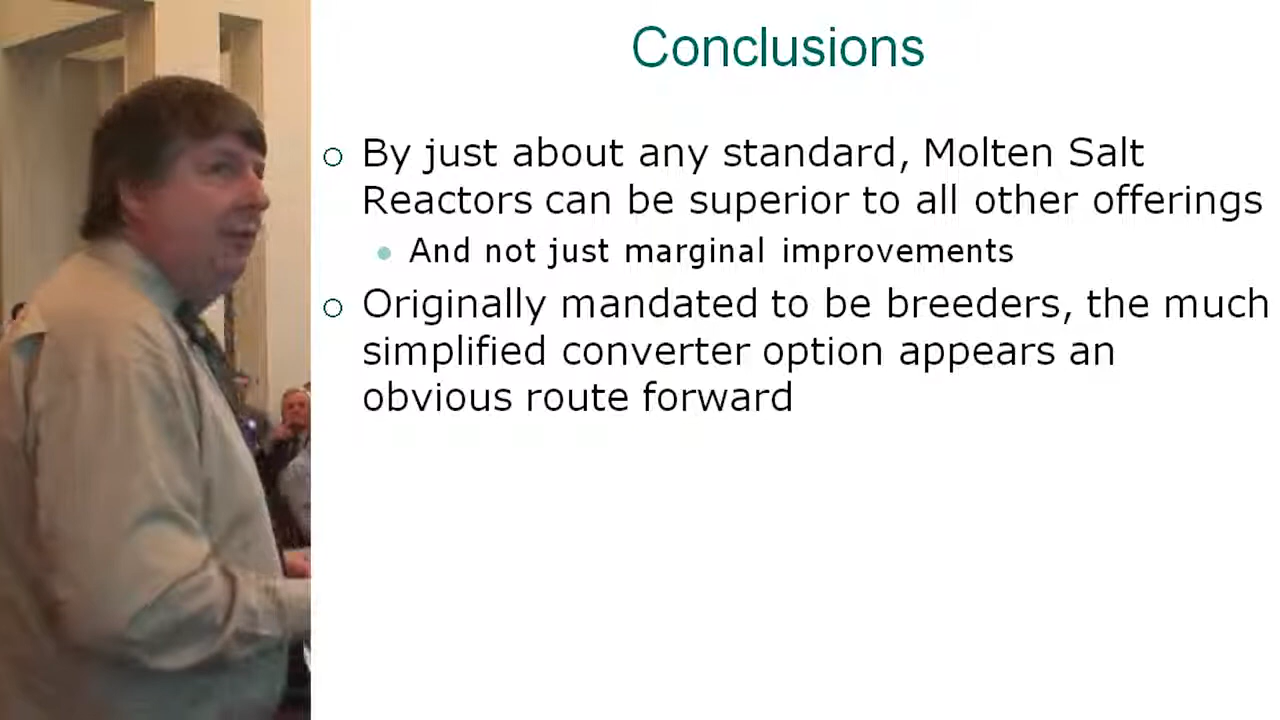 Conclusions
By just about any standard, Molten Salt
Reactors can be superior to all other offerings
And not just marginal improvements
Originally mandated to be breeders, the much
simplified converter option appears an
obvious route forward